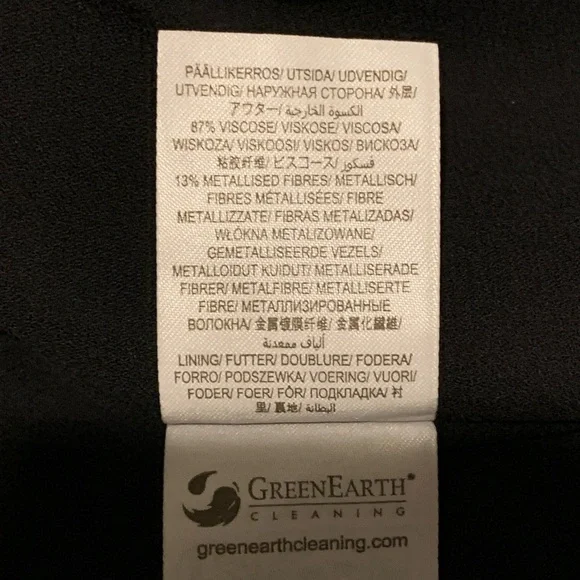 PÄÄLLIKERROS/ UTSIDA/ UDVENDIG/
UTVENDIG/ НАРУЖНАЯ СТОРОНА/ 外层/
アウター/ الكسوة الخارجية/
87% VISCOSE/ VISKOSE/ VISCOSA/
WISKOZA/ VISKOOSI/ VISKOS/ ВИСКОЗА/
粘胶纤维/ ビスコース/ فسكوز/
13% METALLISED FIBRES/ METALLISCH/
FIBRES MÉTALLISÉES/ FIBRE
METALLIZZATE/ FIBRAS METALIZADAS/
WŁÓKNA METALIZOWANE/
GEMETALLISEERDE VEZELS/
METALLOIDUT KUIDUT/ METALLISERADE
FIBRER/ METALFIBRE/ METALLISERTE
FIBRE/ МЕТАЛЛИЗИРОВАННЫЕ
ВОЛОКНА/ 金属镀膜纤维/ 金属化繊維/
ألياف ممعدنة
LINING/ FUTTER/ DOUBLURE/ FODERA/
FORRO/ PODSZEWKA/ VOERING/ VUORI/
FODER/ FOER/ FÔR/ ПОДКЛАДКА/ 衬
里/ 裏地/ البطانة/
GREENEARTH®
CLEANING
greenearthcleaning.com